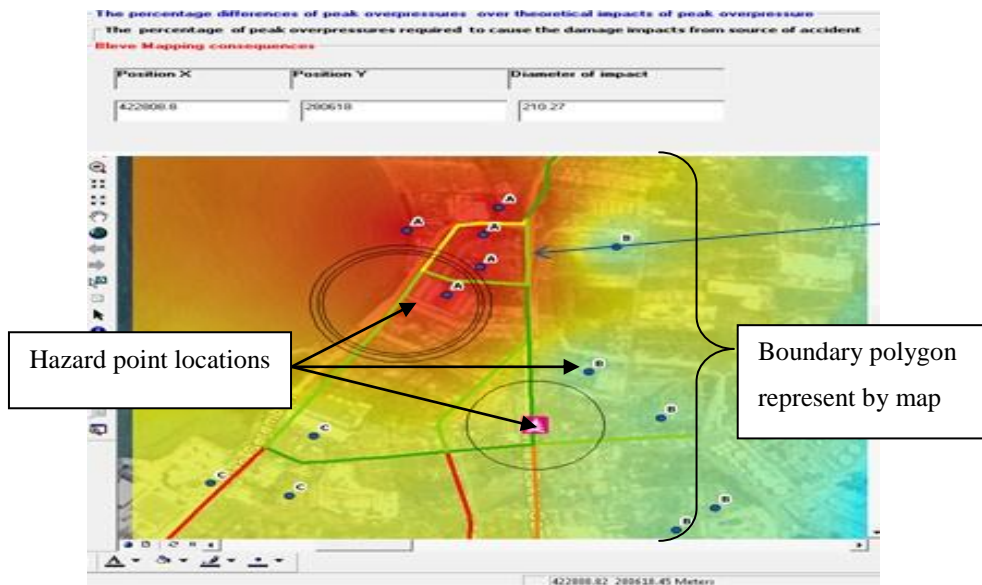 The percentage differences of peak overpressures over theoretical impacts of peak overpressure
The percentage of peak overpressures required to cause the damage impacts from source of accident
Bleve Mapping consequences
Position X
Position Y
Diameter of impact
422808.8
280618
210.27
A
A
A
B
A
A
Hazard point locations
B
Boundary polygon
represent by map
B
C
C
C
B
B
422808.82 280618.45 Meters